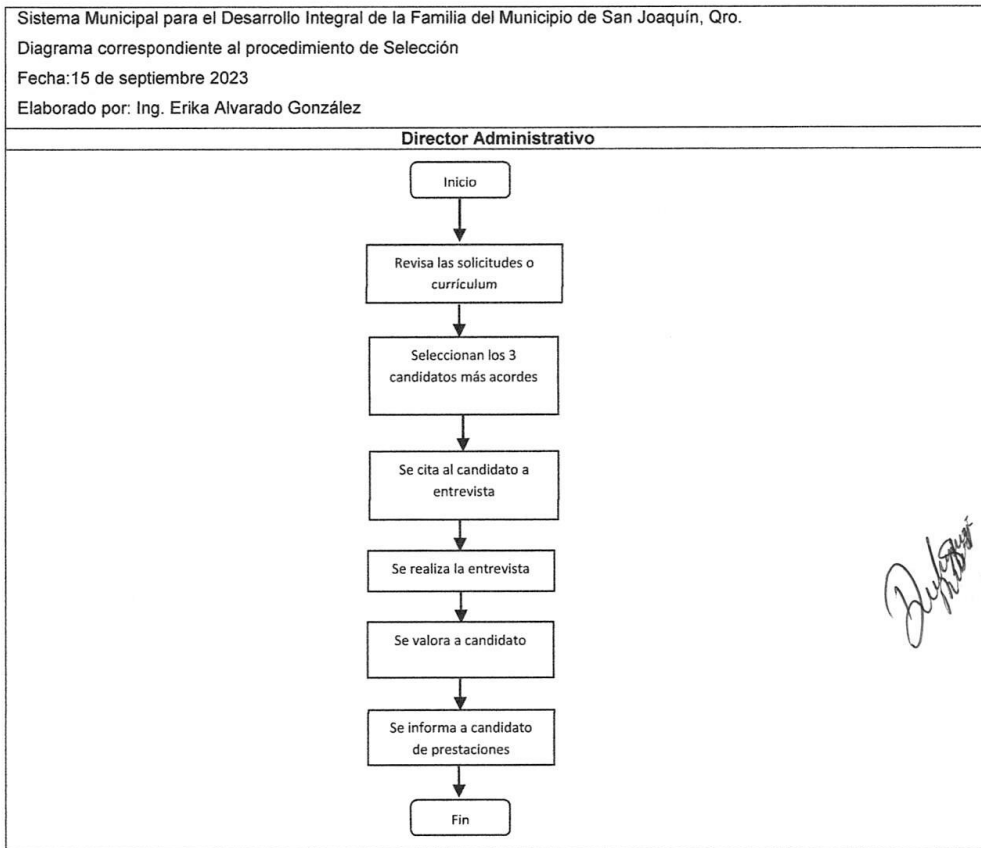 Sistema Municipal para el Desarrollo Integral de la Familia del Municipio de San Joaquín, Qro.
Diagrama correspondiente al procedimiento de Selección
Fecha:15 de septiembre 2023
Elaborado por: Ing. Erika Alvarado González
Director Administrativo
Inicio
Revisa las solicitudes o
currículum
Seleccionan los 3
candidatos más acordes
Se cita al candidato a
entrevista
Se realiza la entrevista
Se valora a candidato
Se informa a candidato
de prestaciones
Fin